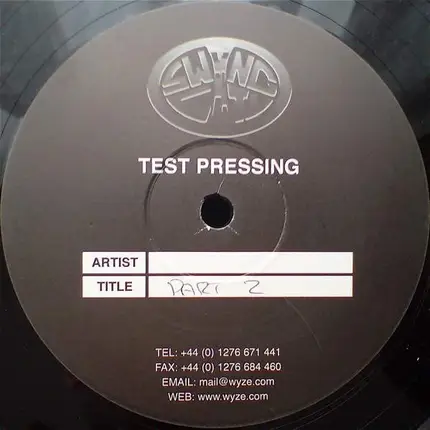 TEST PRESSING
ARTIST
TITLE PART 2
TEL: +44 (0) 1276 671 441
FAX: +44 (0) 1276 684 460
EMAIL: mail@wyze.com
WEB: www.wyze.com